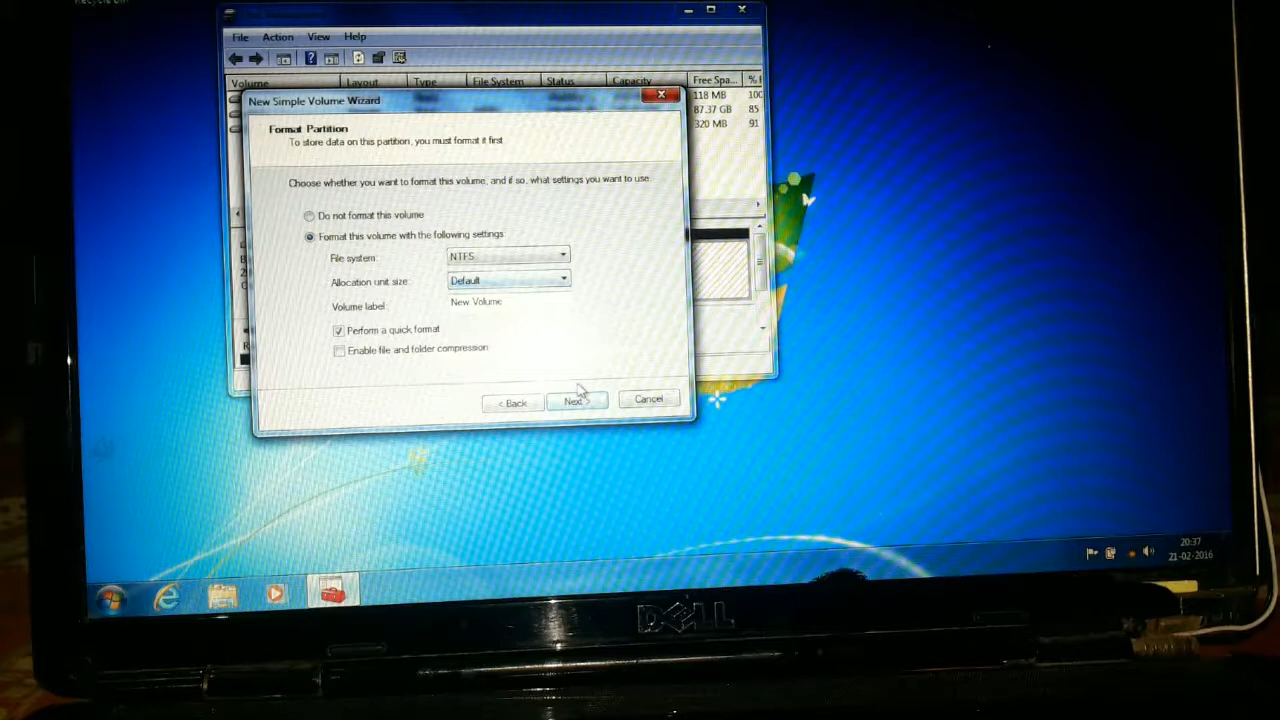 Recycle Bin
File Action View Help
Volume Layout Type File System Status Capacity Free Spa... %
118 MB 100
87.37 GB 85
320 MB 91
New Simple Volume Wizard
Format Partition
To store data on this partition, you must format it first
Choose whether you want to format this volume, and if so, what settings you want to use.
Do not format this volume
Format this volume with the following settings:
File system: NTFS
Allocation unit size: Default
Volume label: New Volume
Perform a quick format
Enable file and folder compression
< Back Next > Cancel
20:37
21-02-2016
DELL